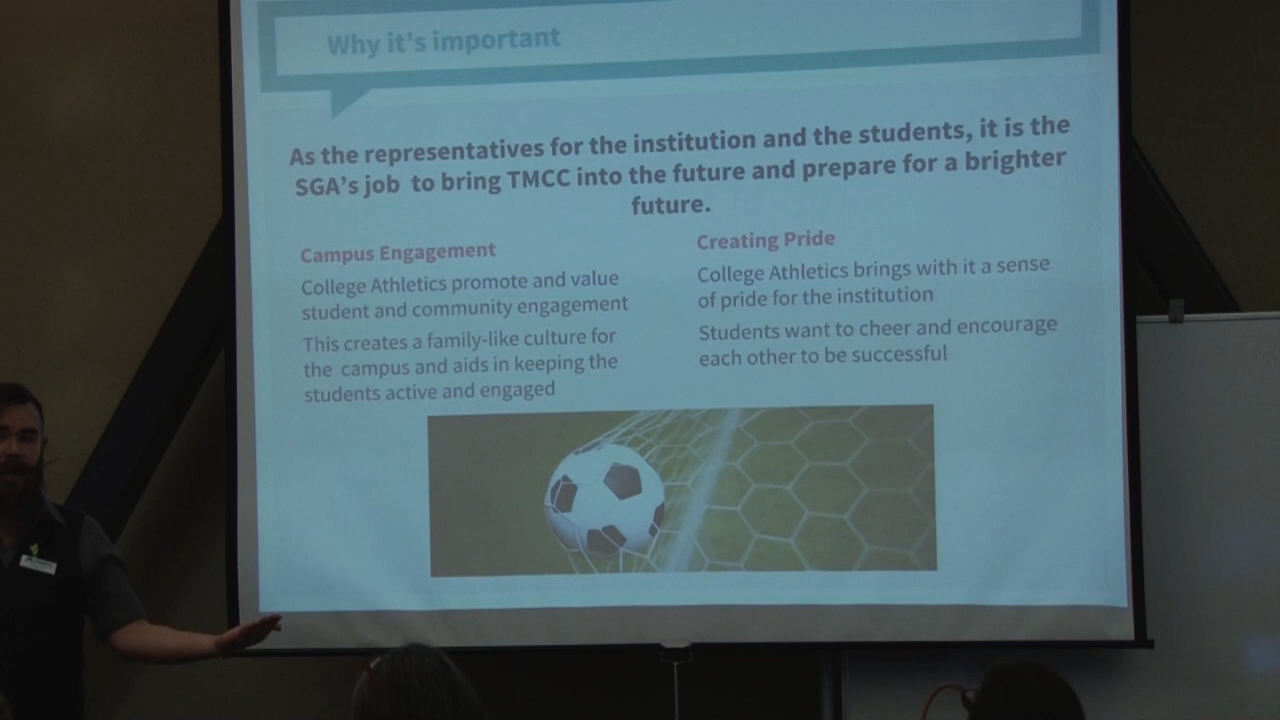 Why it's important
As the representatives for the institution and the students, it is the
SGA's job to bring TMCC into the future and prepare for a brighter
future.
Campus Engagement
College Athletics promote and value
student and community engagement
This creates a family-like culture for
the campus and aids in keeping the
students active and engaged
Creating Pride
College Athletics brings with it a sense
of pride for the institution
Students want to cheer and encourage
each other to be successful